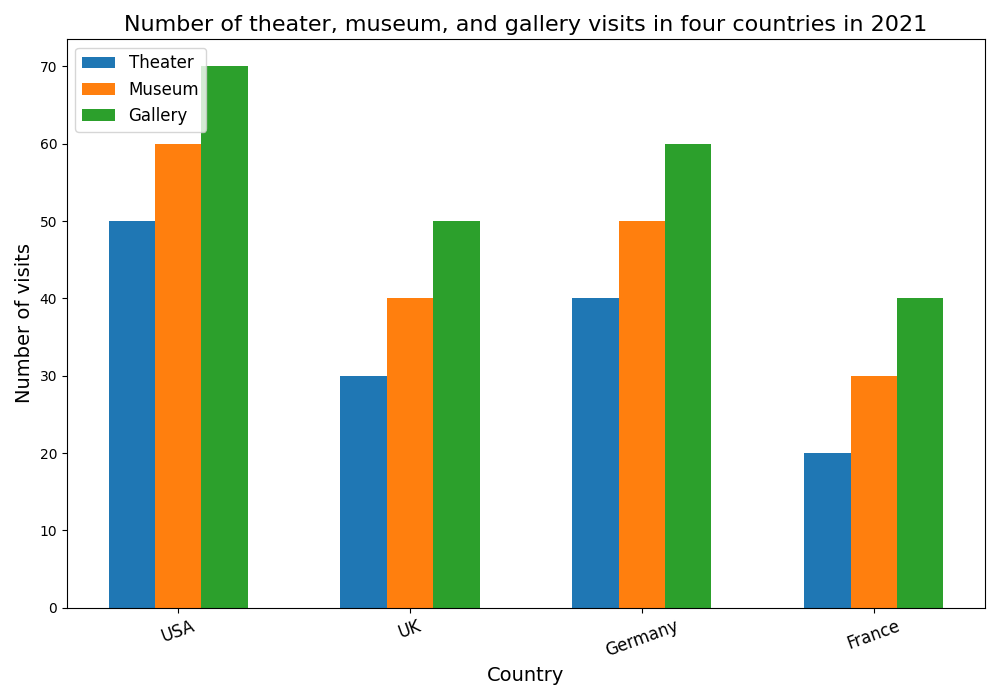 Number of theater, museum, and gallery visits in four countries in 2021
Theater
Museum
Gallery
Number of visits
70
60
50
40
30
20
10
0
USA
UK
Germany
France
Country